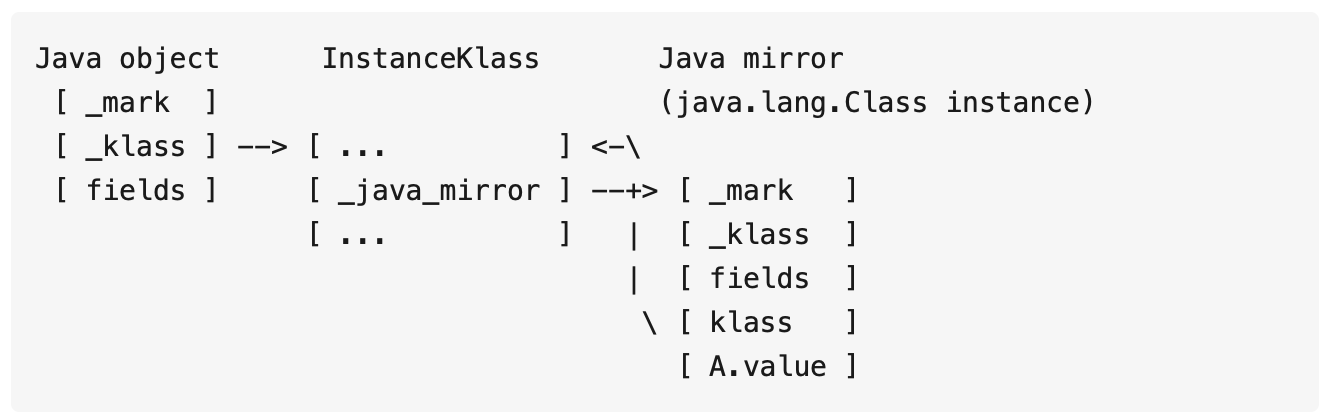 Java object      InstanceKlass       Java mirror
 [ _mark  ]                          (java.lang.Class instance)
 [ _klass ] --> [ ...          ] <-\
 [ fields ]     [ _java_mirror ] --+> [ _mark   ]
                [ ...          ]   |  [ _klass  ]
                                   |  [ fields  ]
                                    \ [ klass   ]
                                      [ A.value ]